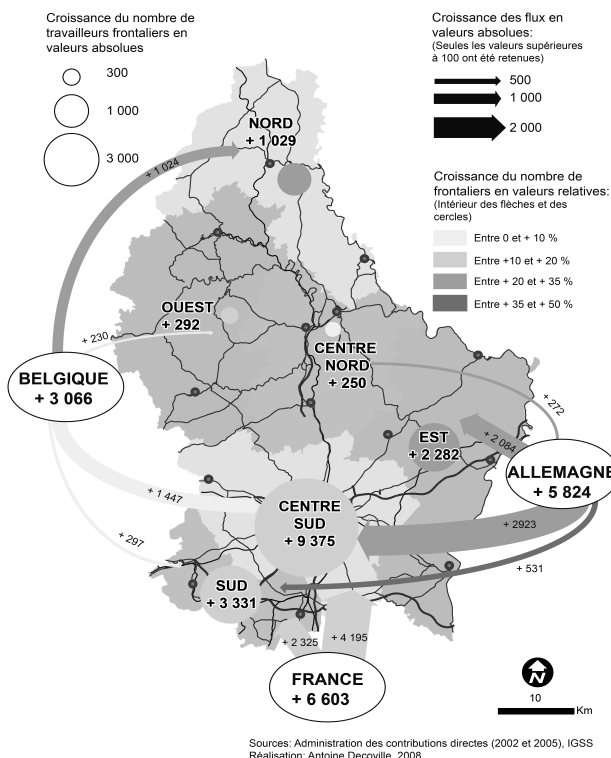 Croissance du nombre de
travailleurs frontaliers en
valeurs absolues
300
1 000
3 000
Croissance des flux en
valeurs absolues:
(Seules les valeurs supérieures
à 100 ont été retenues)
500
1 000
2 000
Croissance du nombre de
frontaliers en valeurs relatives:
(Intérieur des flèches et des
cercles)
Entre 0 et + 10 %
Entre +10 et + 20 %
Entre + 20 et + 35 %
Entre + 35 et + 50 %
NORD
+ 1 029
+ 1 024
OUEST
+ 292
+ 230
CENTRE
NORD
+ 250
BELGIQUE
+ 3 066
+ 272
EST
+ 2 282
+ 2 084
ALLEMAGNE
+ 5 824
+ 1 447
CENTRE
SUD
+ 9 375
+ 2923
+ 297
+ 531
SUD
+ 3 331
+ 2 325
+ 4 195
FRANCE
+ 6 603
N
10
Km
Sources: Administration des contributions directes (2002 et 2005), IGSS
Réalisation: Antoine Decoville, 2008